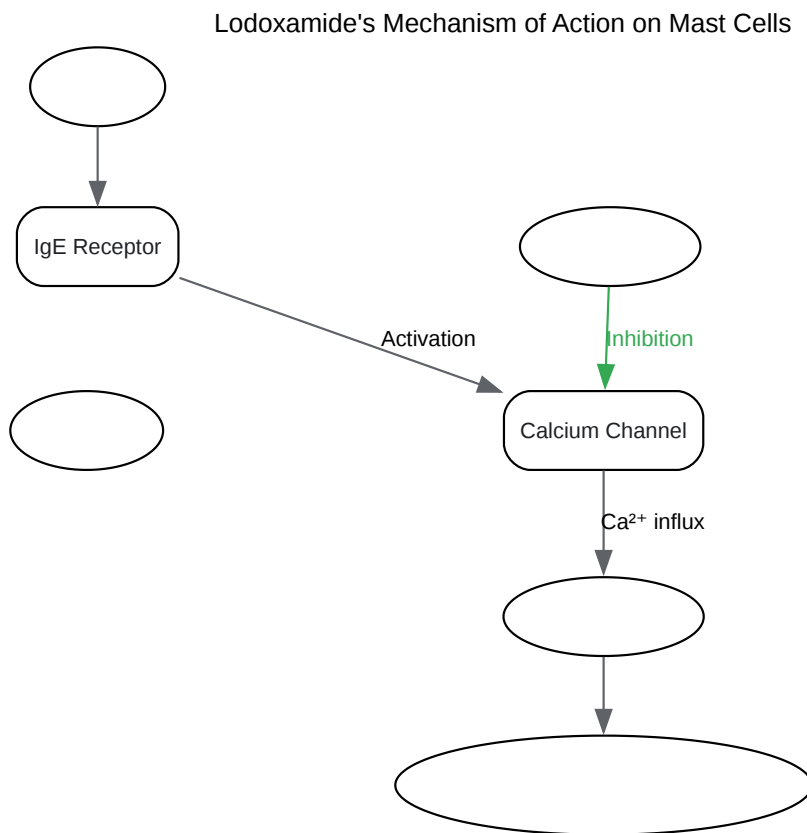 Lodoxamide's Mechanism of Action on Mast Cells
IgE Receptor
Activation
Inhibition
Calcium Channel
Ca²⁺ influx